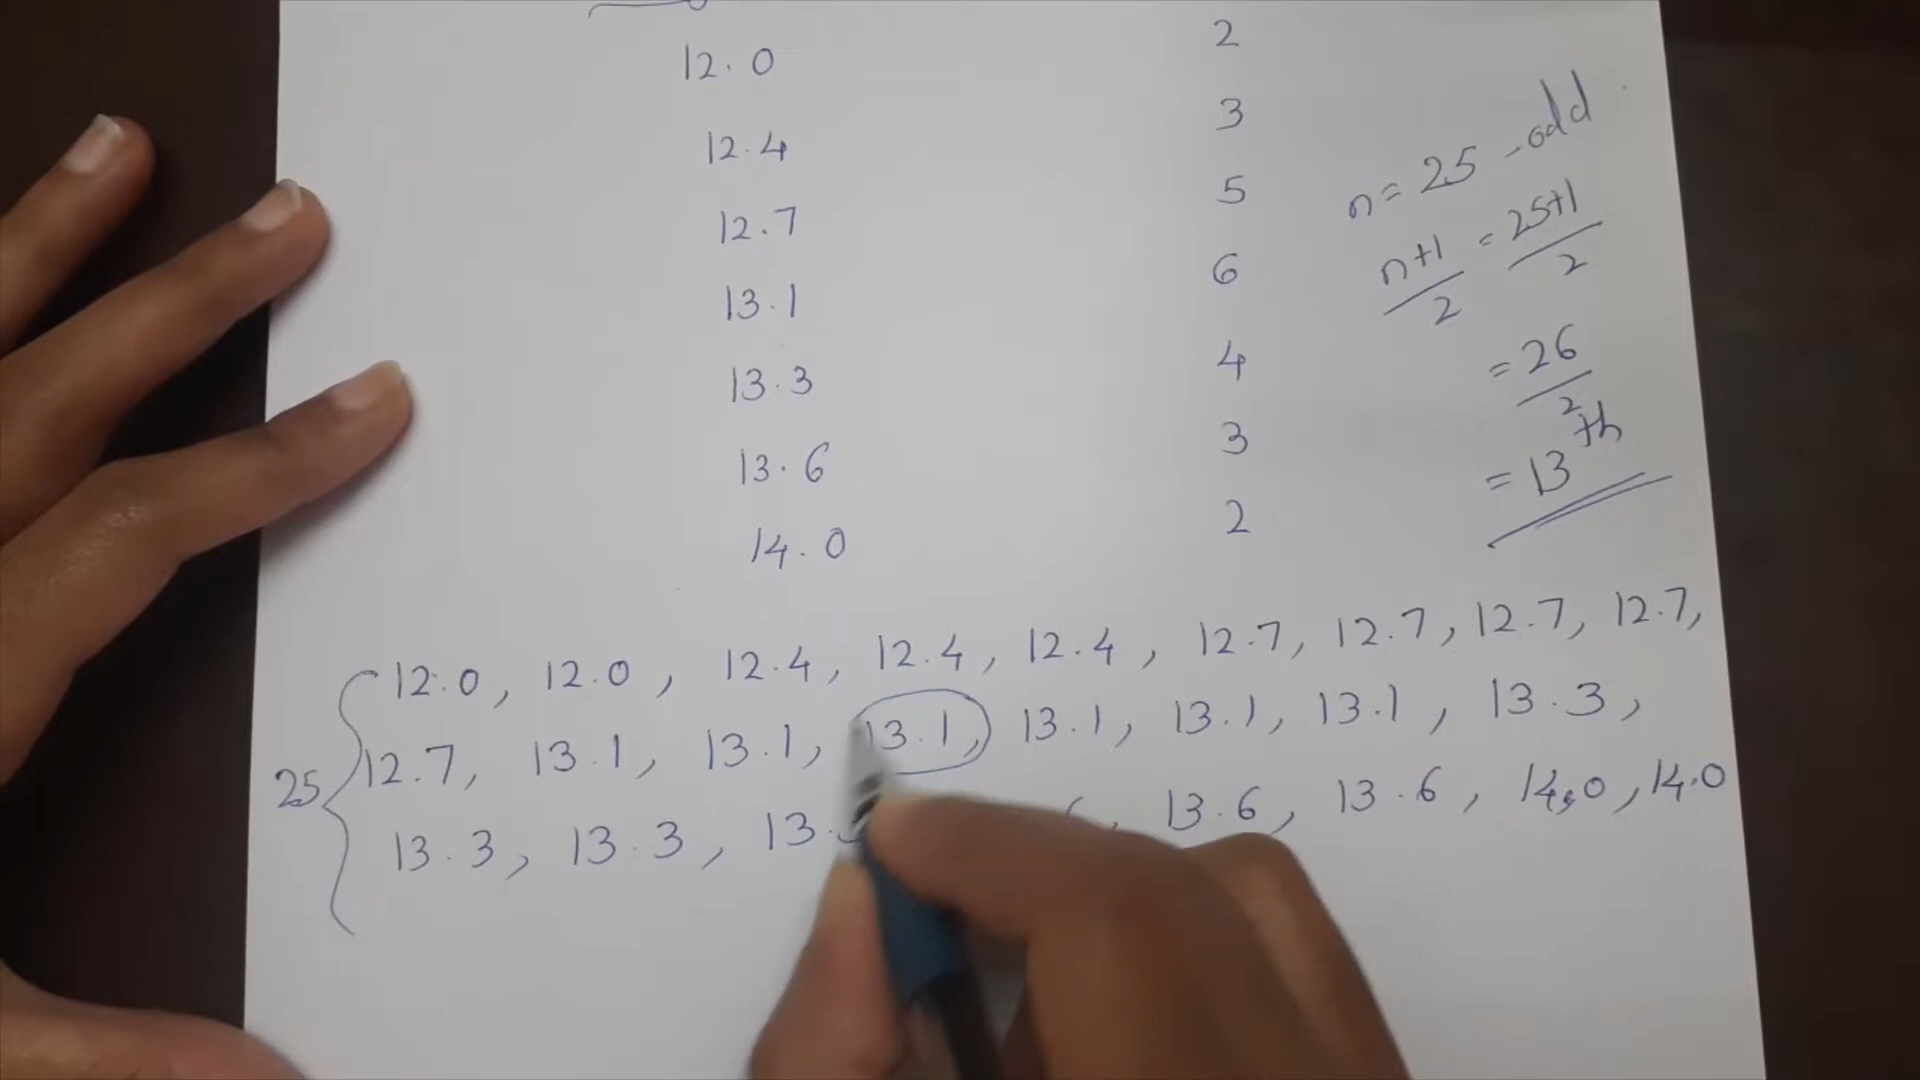 12.0 2
12.4 3
12.7 5
13.1 6
13.3 4
13.6 3
14.0 2
n = 25 - odd
n+1/2 = 25+1/2
= 26/2
= 13th
12.0, 12.0, 12.4, 12.4, 12.4, 12.7, 12.7, 12.7, 12.7,
25 12.7, 13.1, 13.1, 13.1, 13.1, 13.1, 13.1, 13.3,
13.3, 13.3, 13. 13.6, 13.6, 14.0, 14.0